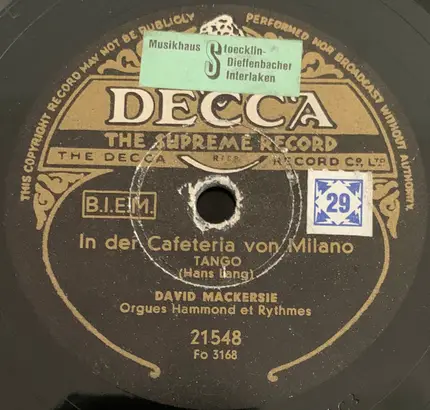 THIS COPYRIGHT RECORD MAY NOT BE PUBLICLY PERFORMED NOR BROADCAST WITHOUT AUTHORITY.
Musikhaus Stoecklin-
Dieffenbacher
Interlaken
DECCA
THE SUPREME RECORD
THE DECCA RECORD CO., LTD.
B.I.E.M.
29
In der Cafeteria von Milano
TANGO
(Hans Lang)
DAVID MACKERSIE
Orgues Hammond et Rythmes
21548
Fo 3168